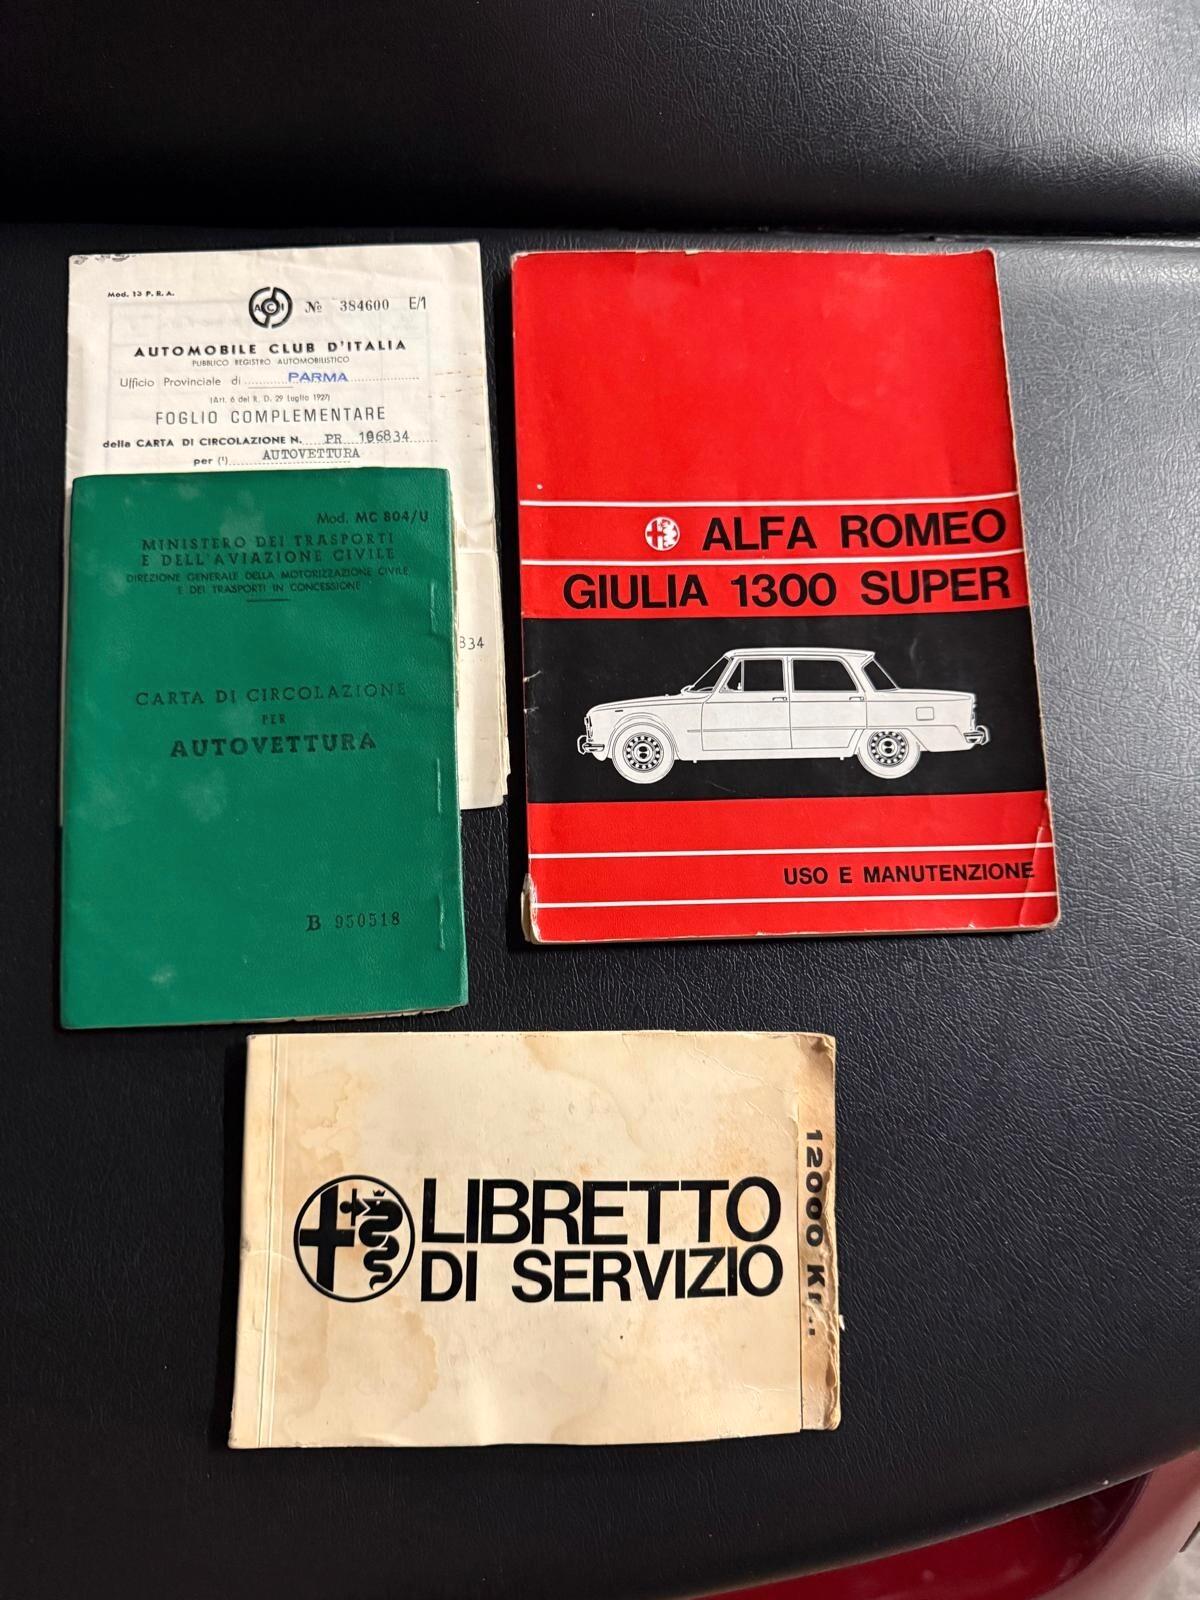 Mod. 13 P. R. A.
ACI № 384600 E/1
AUTOMOBILE CLUB D'ITALIA
PUBBLICO REGISTRO AUTOMOBILISTICO
Ufficio Provinciale di PARMA
(Art. 6 del R. D. 29 luglio 1927)
FOGLIO COMPLEMENTARE
della CARTA DI CIRCOLAZIONE N. PR 196834
per (¹) AUTOVETTURA
834
Mod. MC 804/U
MINISTERO DEI TRASPORTI
E DELL'AVIAZIONE CIVILE
DIREZIONE GENERALE DELLA MOTORIZZAZIONE CIVILE
E DEI TRASPORTI IN CONCESSIONE
CARTA DI CIRCOLAZIONE
PER
AUTOVETTURA
B 950518
ALFA ROMEO
GIULIA 1300 SUPER
USO E MANUTENZIONE
LIBRETTO
DI SERVIZIO
12000